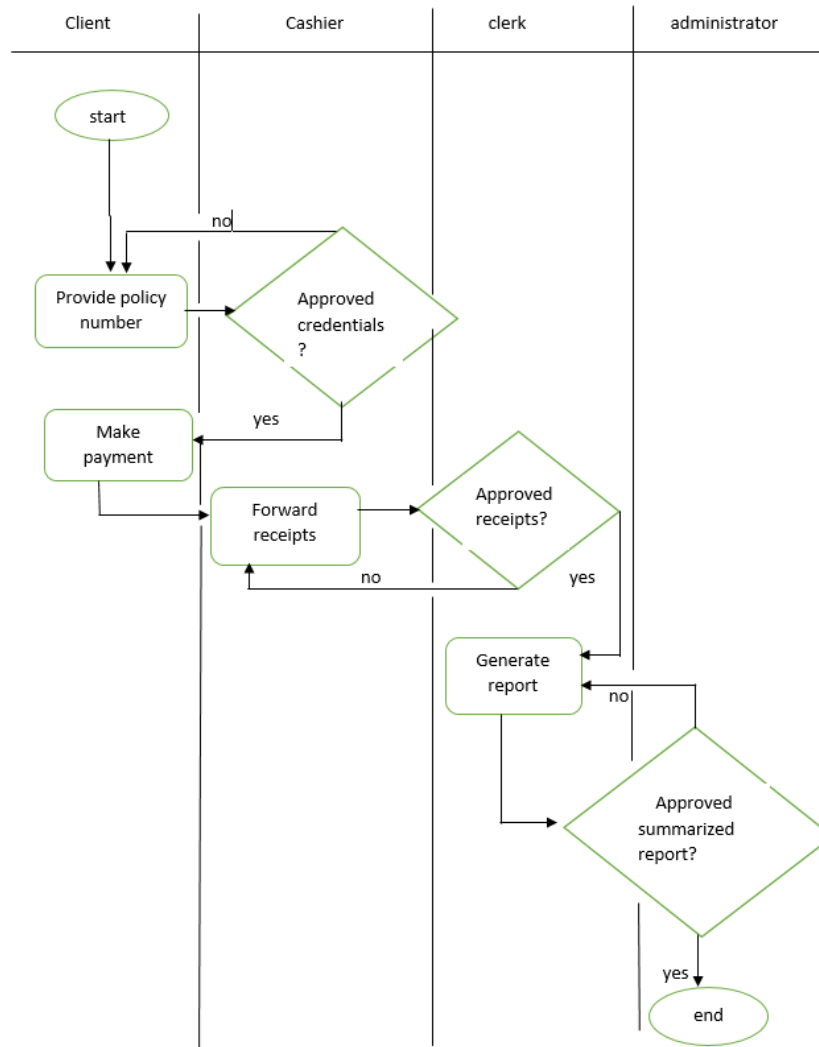 Client
Cashier
clerk
administrator
start
no
Provide policy
number
Approved
credentials
?
Make
payment
yes
Forward
receipts
Approved
receipts?
no
yes
Generate
report
no
Approved
summarized
report?
yes
end